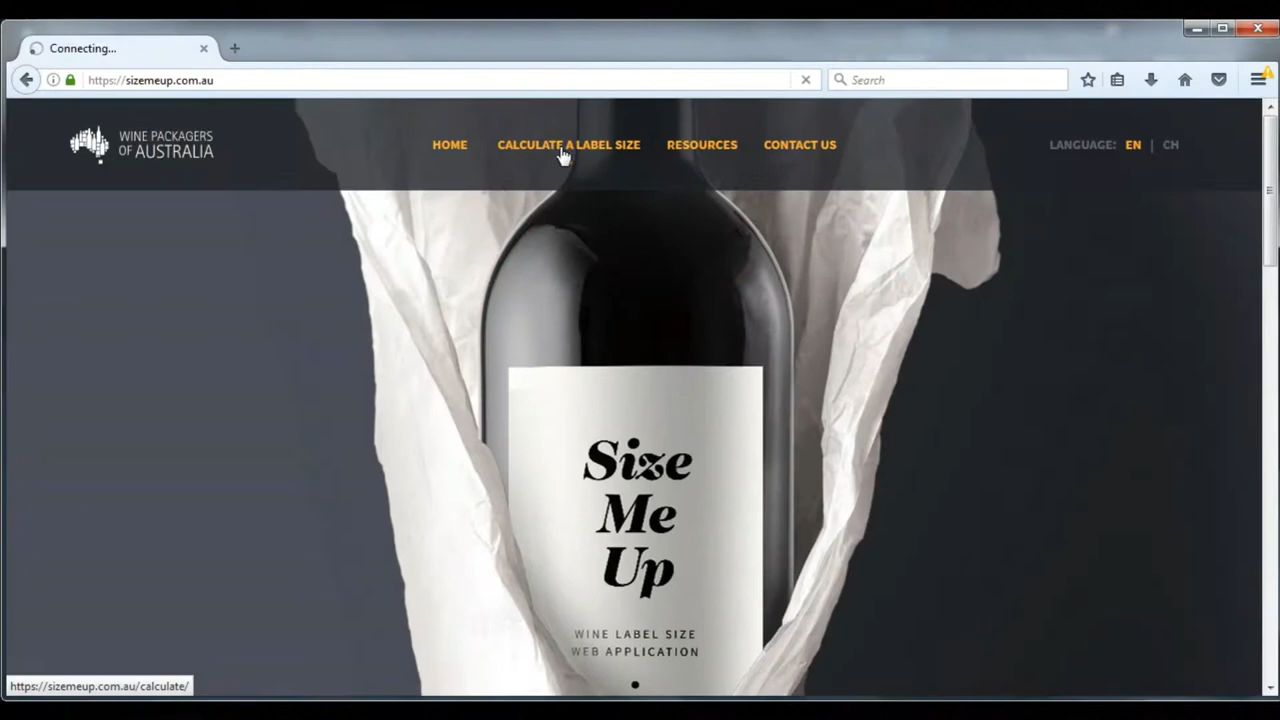 Connecting...
https://sizemeup.com.au
Search
WINE PACKAGERS
OF AUSTRALIA
HOME
CALCULATE A LABEL SIZE
RESOURCES
CONTACT US
LANGUAGE: EN | CH
Size
Me
Up
WINE LABEL SIZE
WEB APPLICATION
https://sizemeup.com.au/calculate/